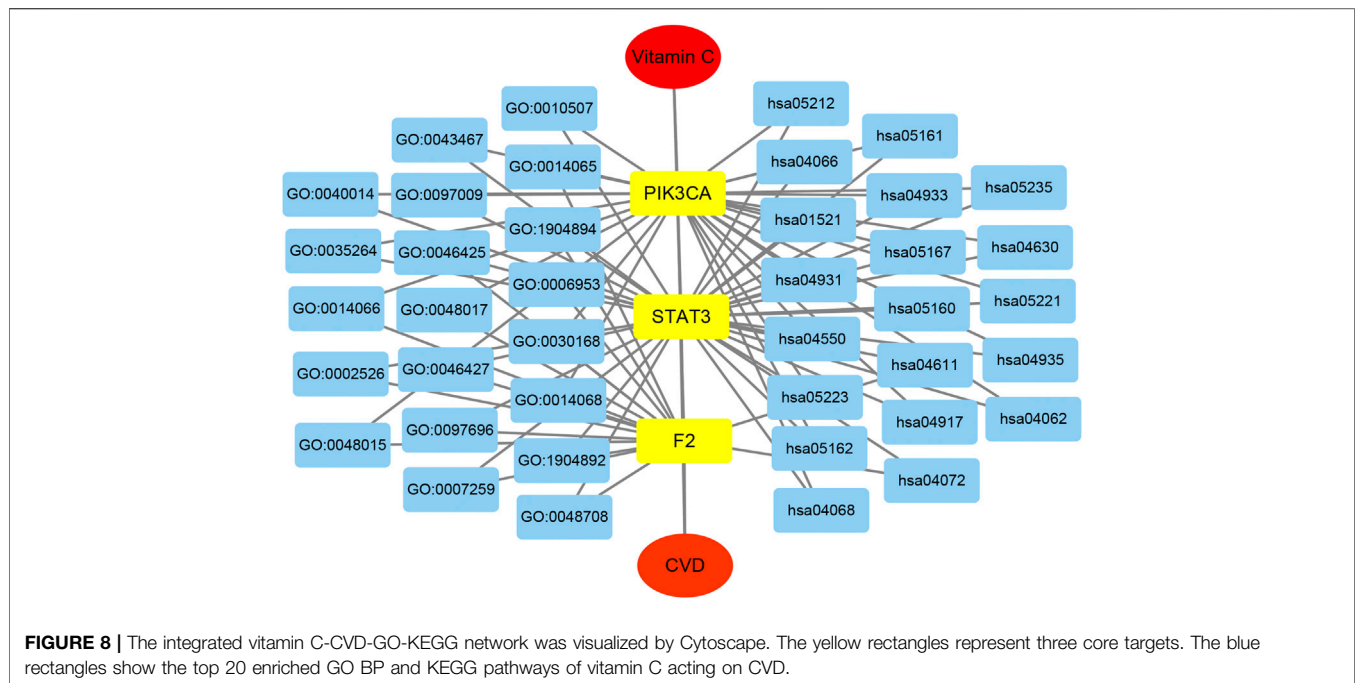 Vitamin C
GO:0010507
hsa05212
GO:0043467
hsa05161
GO:0014065
hsa04066
GO:0040014
GO:0097009
PIK3CA
hsa04933
hsa05235
GO:1904894
hsa01521
GO:0035264
GO:0046425
hsa05167
hsa04630
GO:0006953
hsa04931
GO:0014066
GO:0048017
STAT3
hsa05160
hsa05221
GO:0030168
hsa04550
GO:0002526
GO:0046427
hsa04611
hsa04935
GO:0014068
hsa05223
GO:0048015
GO:0097696
F2
hsa04917
hsa04062
GO:1904892
hsa05162
GO:0007259
hsa04072
GO:0048708
hsa04068
CVD
FIGURE 8 | The integrated vitamin C-CVD-GO-KEGG network was visualized by Cytoscape. The yellow rectangles represent three core targets. The blue
rectangles show the top 20 enriched GO BP and KEGG pathways of vitamin C acting on CVD.